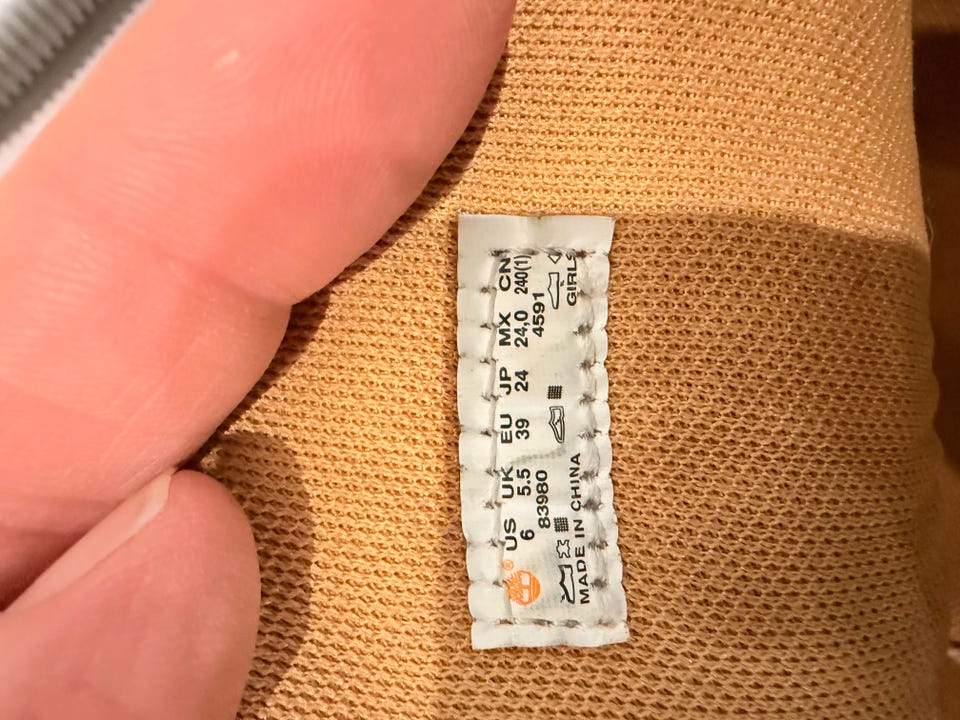 US UK EU JP MX CN
6 5.5 39 24 24,0 240(1)
83980 4591
MADE IN CHINA GIRLS